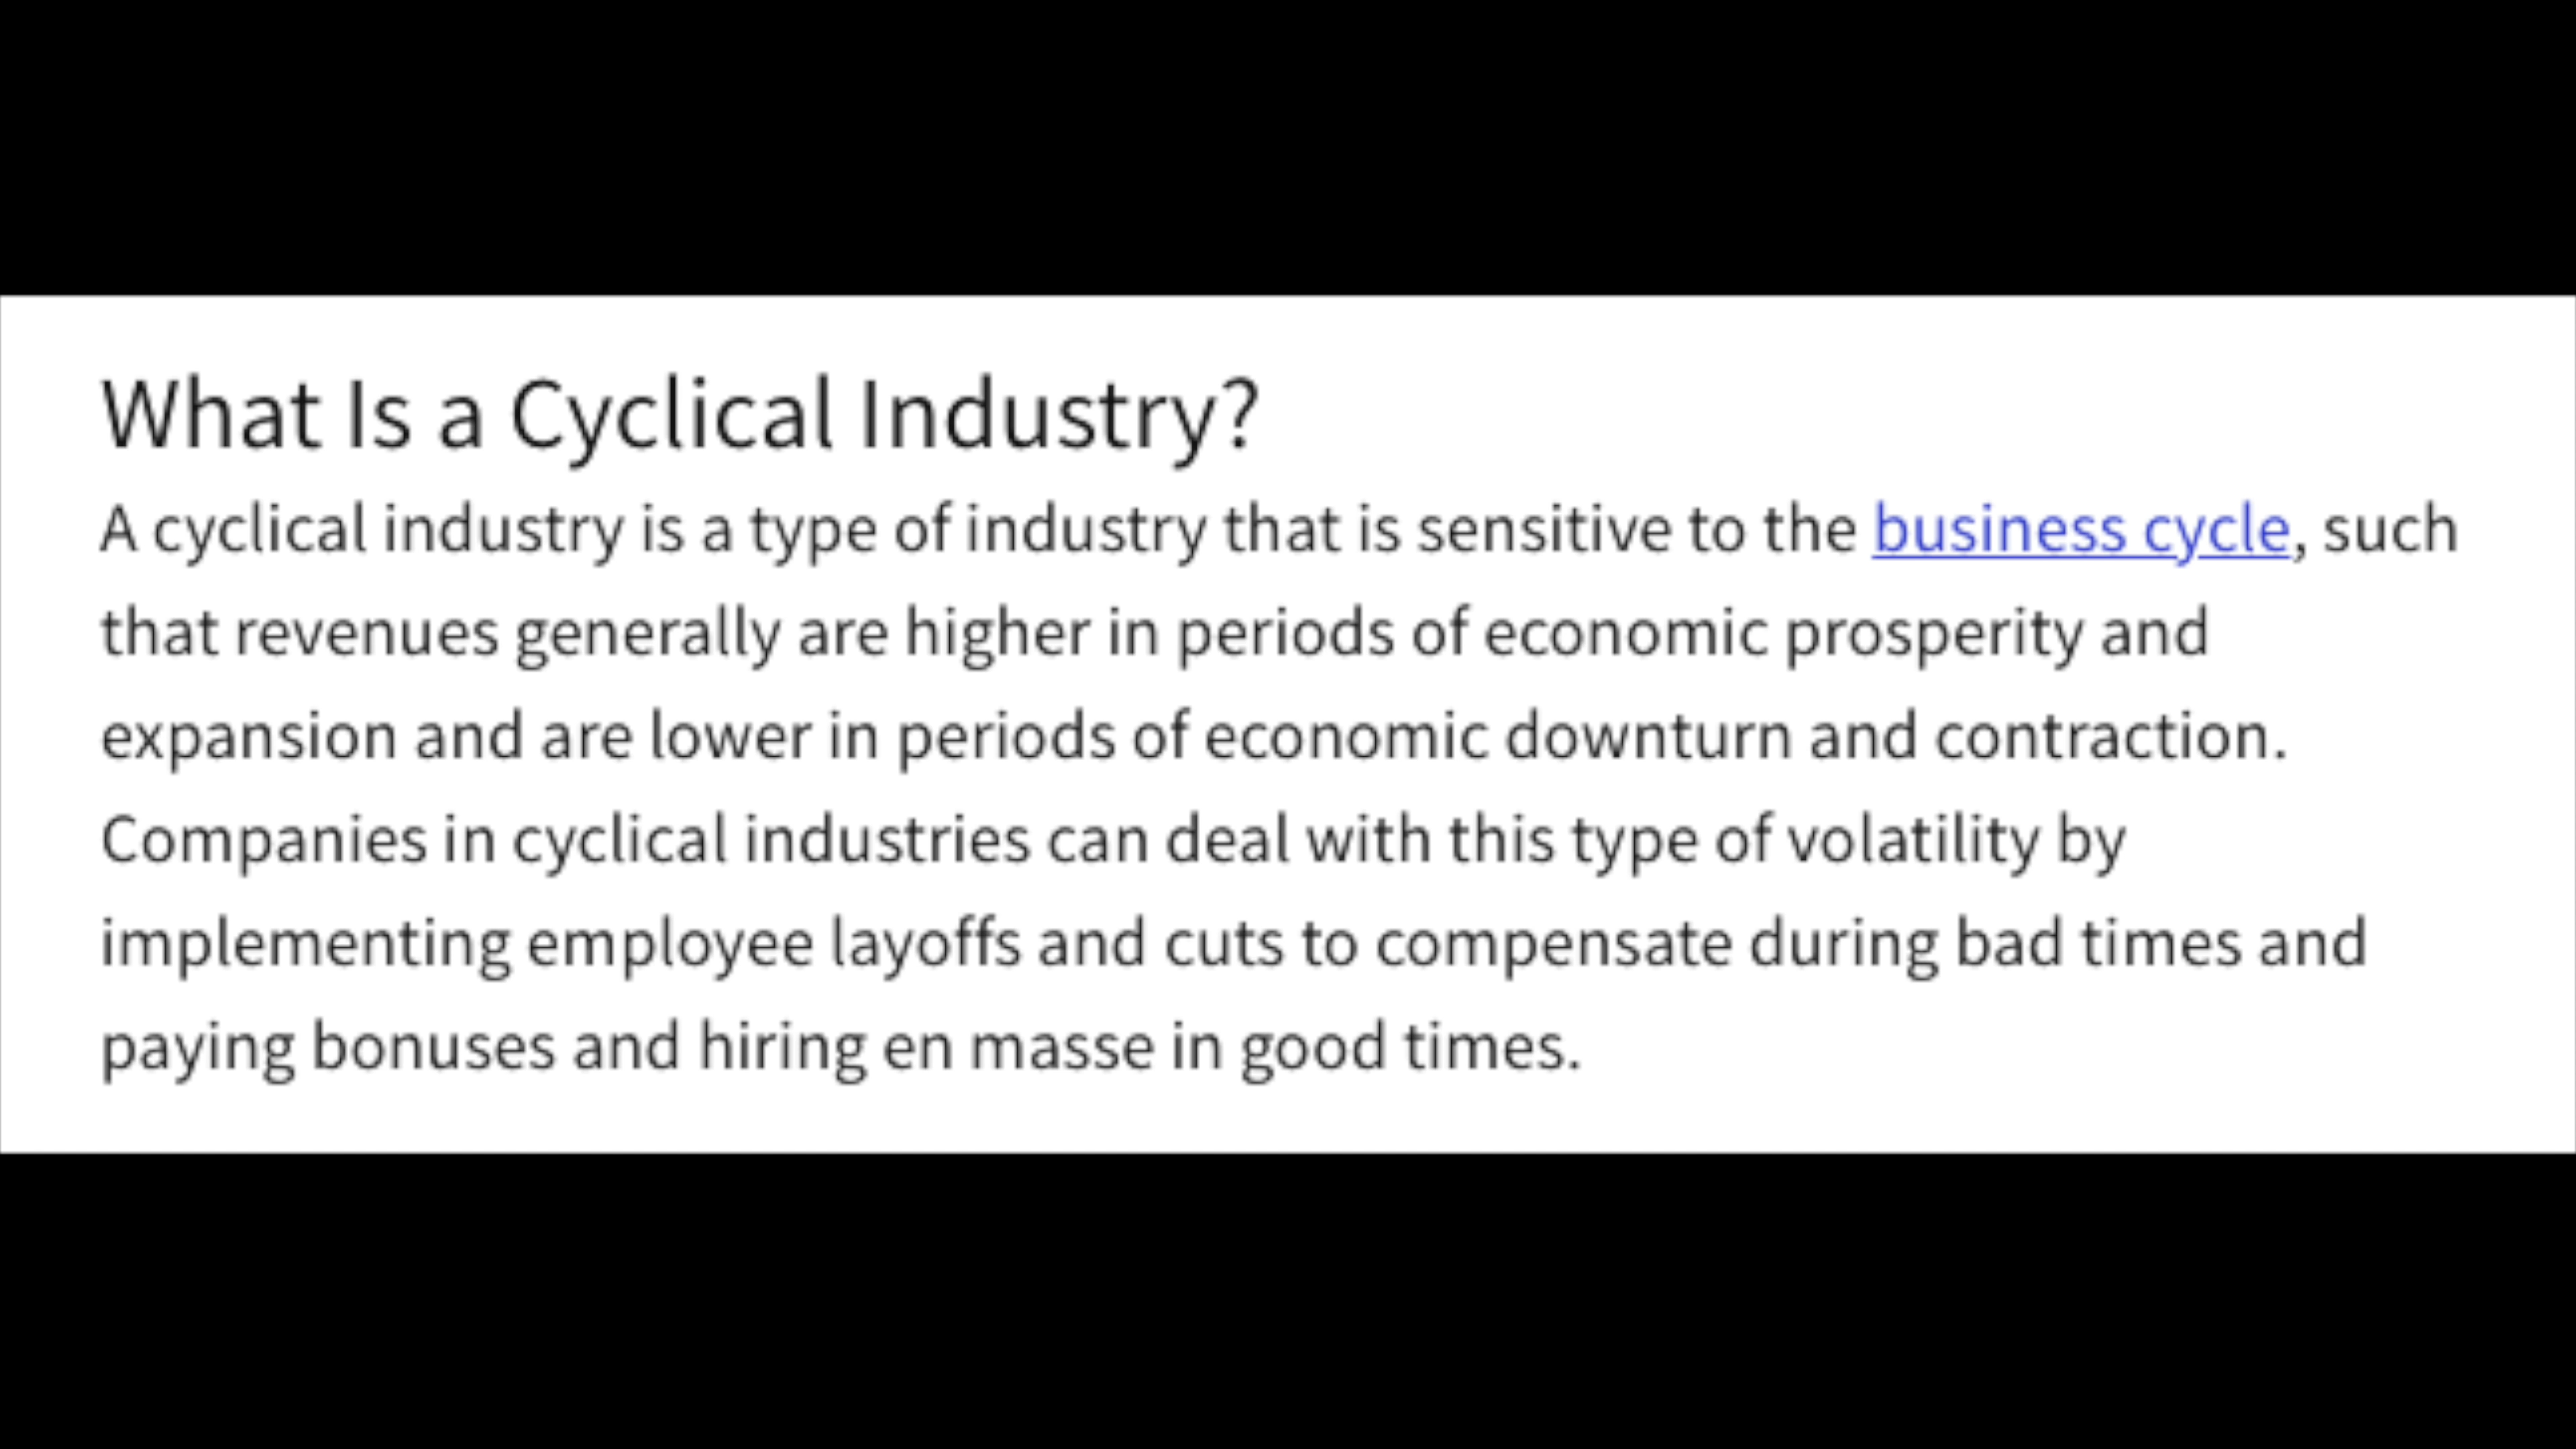 What Is a Cyclical Industry?
A cyclical industry is a type of industry that is sensitive to the business cycle, such
that revenues generally are higher in periods of economic prosperity and
expansion and are lower in periods of economic downturn and contraction.
Companies in cyclical industries can deal with this type of volatility by
implementing employee layoffs and cuts to compensate during bad times and
paying bonuses and hiring en masse in good times.